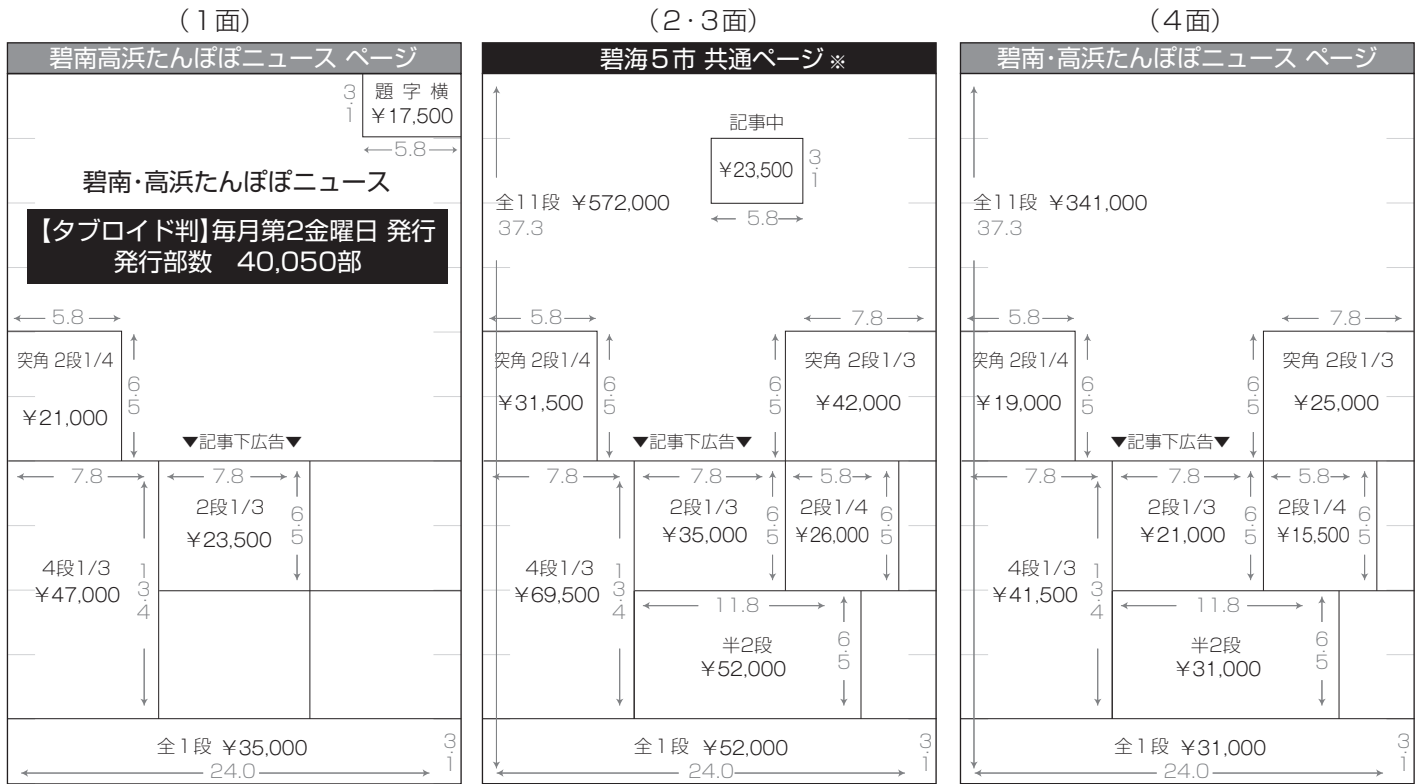 (1面)
碧南高浜たんぽぽニュース ページ
題 字 横
¥17,500
3.1
5.8
碧南・高浜たんぽぽニュース
【タブロイド判】毎月第2金曜日 発行
発行部数 40,050部
5.8
突角 2段1/4
¥21,000
6.5
▼記事下広告▼
7.8
4段1/3
¥47,000
13.4
7.8
2段1/3
¥23,500
6.5
全1段 ¥35,000
24.0
3.1
(2・3面)
碧海5市 共通ページ※
記事中
¥23,500
3.1
5.8
全11段 ¥572,000
37.3
5.8
突角 2段1/4
¥31,500
6.5
7.8
突角 2段1/3
¥42,000
6.5
▼記事下広告▼
7.8
4段1/3
¥69,500
13.4
7.8
2段1/3
¥35,000
6.5
5.8
2段1/4
¥26,000
6.5
11.8
半2段
¥52,000
6.5
全1段 ¥52,000
24.0
3.1
(4面)
碧南・高浜たんぽぽニュース ページ
全11段 ¥341,000
37.3
5.8
突角 2段1/4
¥19,000
6.5
7.8
突角 2段1/3
¥25,000
6.5
▼記事下広告▼
7.8
4段1/3
¥41,500
13.4
7.8
2段1/3
¥21,000
6.5
5.8
2段1/4
¥15,500
6.5
11.8
半2段
¥31,000
6.5
全1段 ¥31,000
24.0
3.1